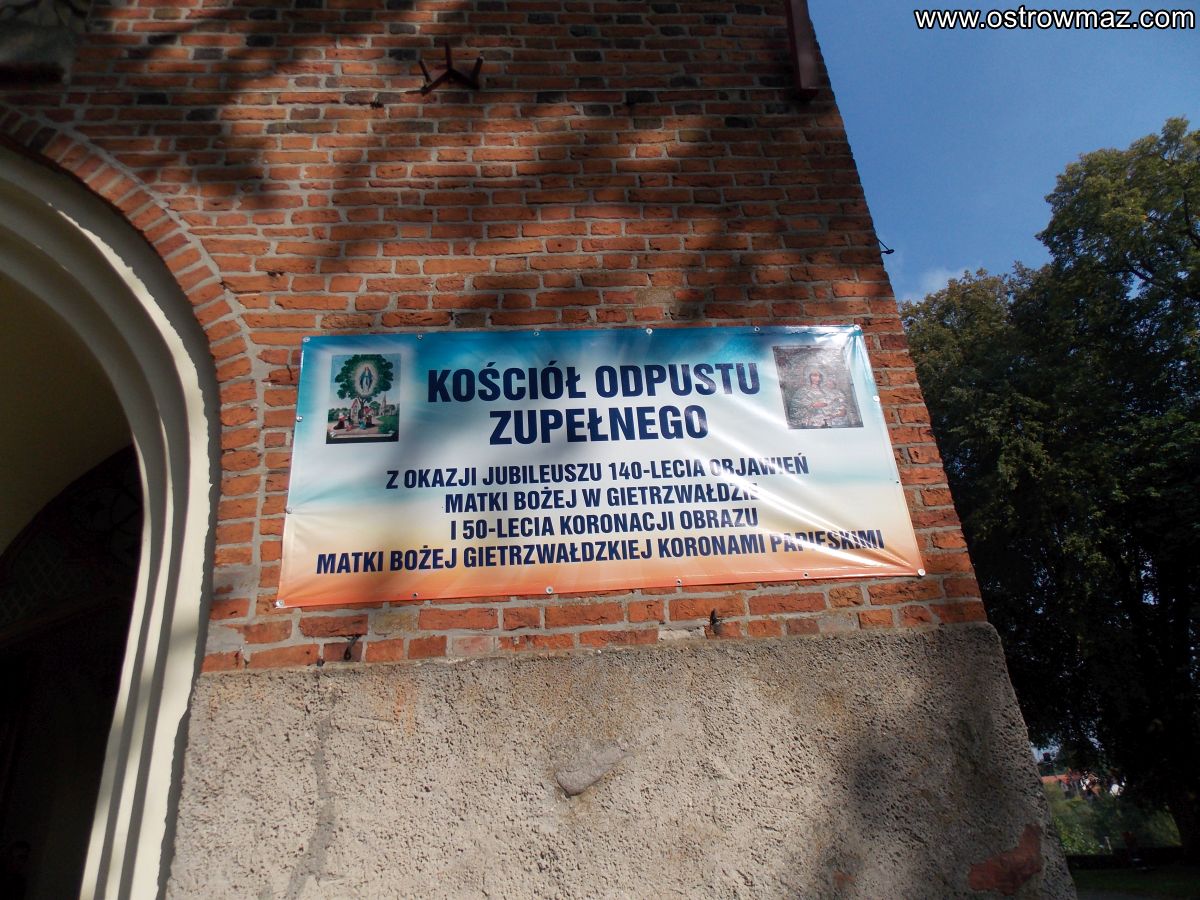 www.ostrowmaz.com
KOŚCIÓŁ ODPUSTU
ZUPEŁNEGO
Z OKAZJI JUBILEUSZU 140-LECIA OBJAWIEŃ
MATKI BOŻEJ W GIETRZWAŁDZIE
I 50-LECIA KORONACJI OBRAZU
MATKI BOŻEJ GIETRZWAŁDZKIEJ KORONAMI PAPIESKIMI